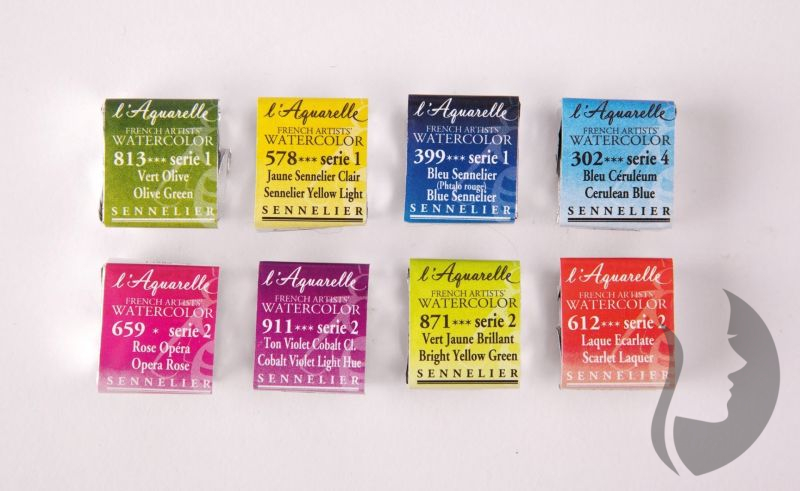 l'Aquarelle
FRENCH ARTISTS'
WATERCOLOR
813*** serie 1
Vert Olive
Olive Green
SENNELIER
l'Aquarelle
FRENCH ARTISTS'
WATERCOLOR
578*** serie 1
Jaune Sennelier Clair
Sennelier Yellow Light
SENNELIER
l'Aquarelle
FRENCH ARTISTS'
WATERCOLOR
399*** serie 1
Bleu Sennelier
(Phtalo rouge)
Blue Sennelier
SENNELIER
l'Aquarelle
FRENCH ARTISTS'
WATERCOLOR
302*** serie 4
Bleu Céruléum
Cerulean Blue
SENNELIER
l'Aquarelle
FRENCH ARTISTS'
WATERCOLOR
659 * serie 2
Rose Opéra
Opera Rose
SENNELIER
l'Aquarelle
FRENCH ARTISTS'
WATERCOLOR
911*** serie 2
Ton Violet Cobalt Cl.
Cobalt Violet Light Hue
SENNELIER
l'Aquarelle
FRENCH ARTISTS'
WATERCOLOR
871*** serie 2
Vert Jaune Brillant
Bright Yellow Green
SENNELIER
l'Aquarelle
FRENCH ARTISTS'
WATERCOLOR
612*** serie 2
Laque Ecarlate
Scarlet Laquer
SENNELIER